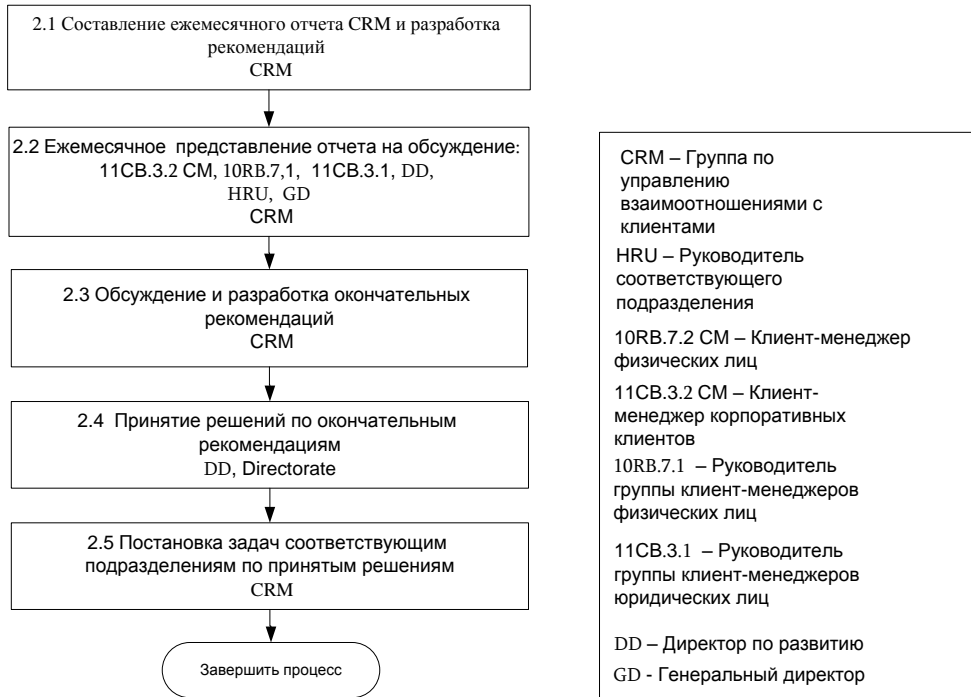 2.1 Составление ежемесячного отчета CRM и разработка
рекомендаций
CRM
2.2 Ежемесячное представление отчета на обсуждение:
11CB.3.2 CM, 10RB.7,1, 11CB.3.1, DD,
HRU, GD
CRM
2.3 Обсуждение и разработка окончательных
рекомендаций
CRM
2.4 Принятие решений по окончательным
рекомендациям
DD, Directorate
2.5 Постановка задач соответствующим
подразделениям по принятым решениям
CRM
Завершить процесс
CRM – Группа по
управлению
взаимоотношениями с
клиентами
HRU – Руководитель
соответствующего
подразделения
10RB.7.2 CM – Клиент-менеджер
физических лиц
11CB.3.2 CM – Клиент-
менеджер корпоративных
клиентов
10RB.7.1 – Руководитель
группы клиент-менеджеров
физических лиц
11CB.3.1 – Руководитель
группы клиент-менеджеров
юридических лиц
DD – Директор по развитию
GD - Генеральный директор